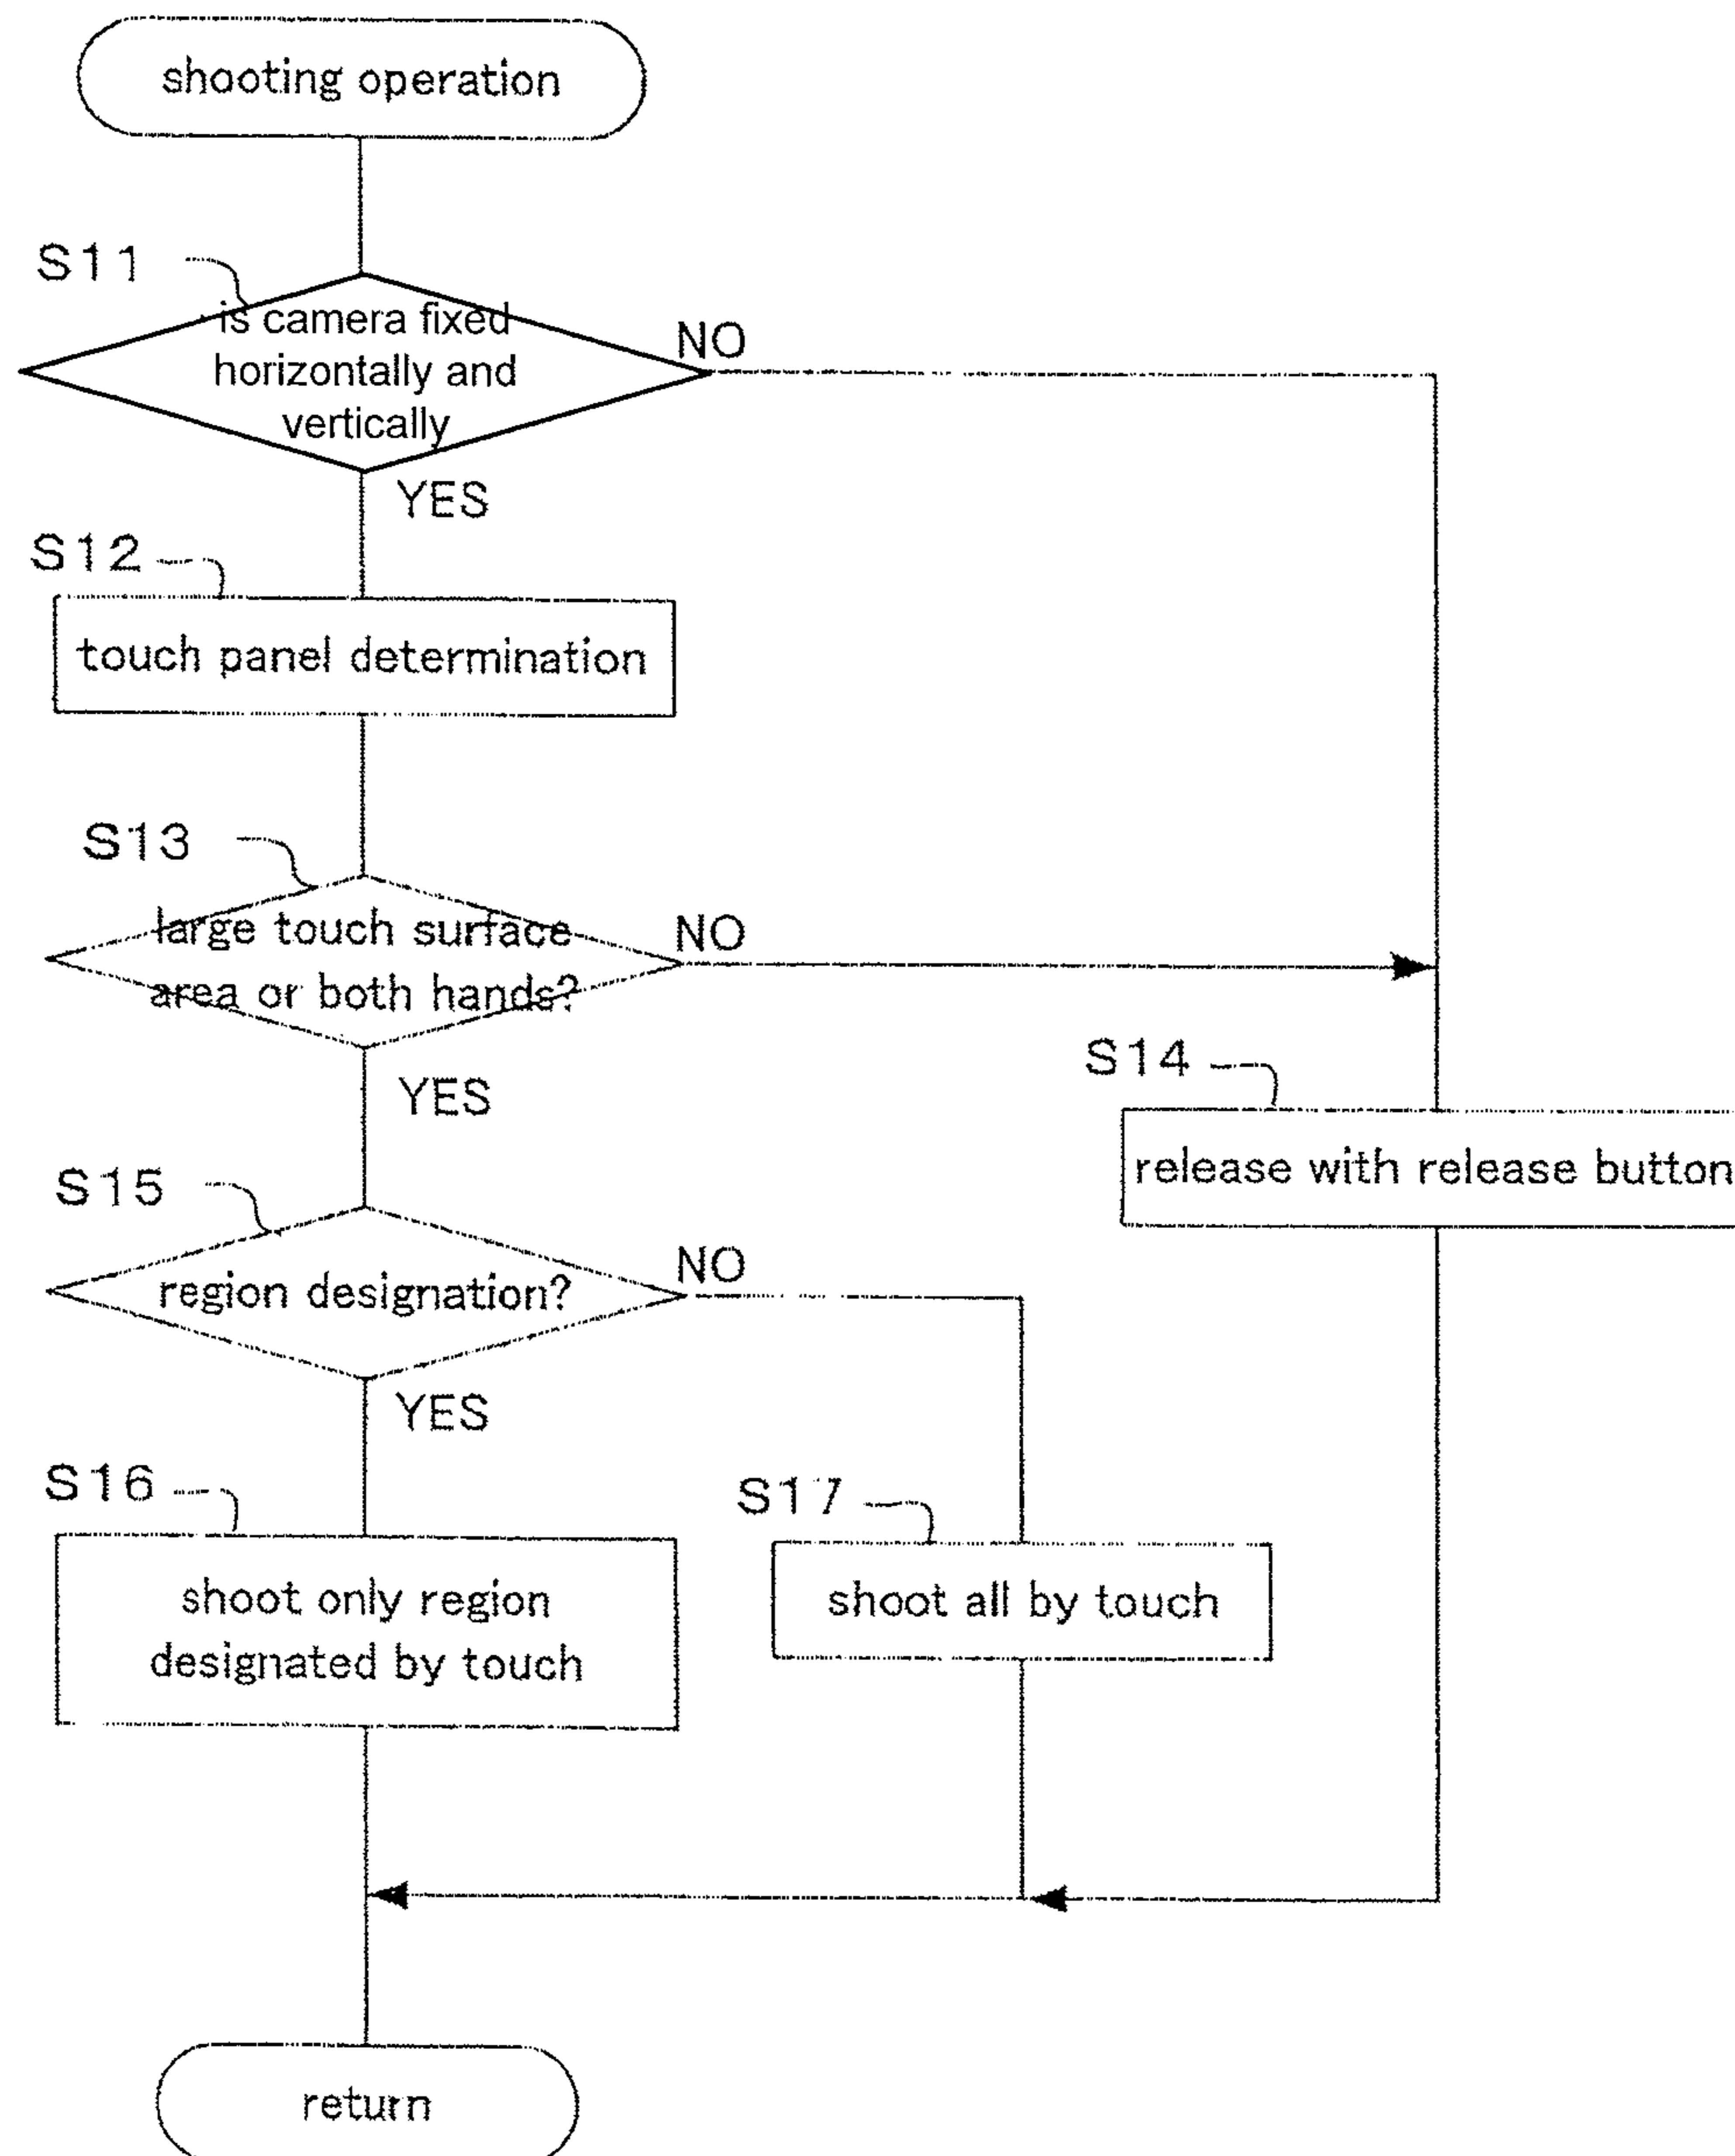 shooting operation
S11
is camera fixed
horizontally and
vertically
NO
YES
S12
touch panel determination
S13
large touch surface
area or both hands?
NO
YES
S14
release with release button
S15
region designation?
NO
YES
S16
shoot only region
designated by touch
S17
shoot all by touch
return